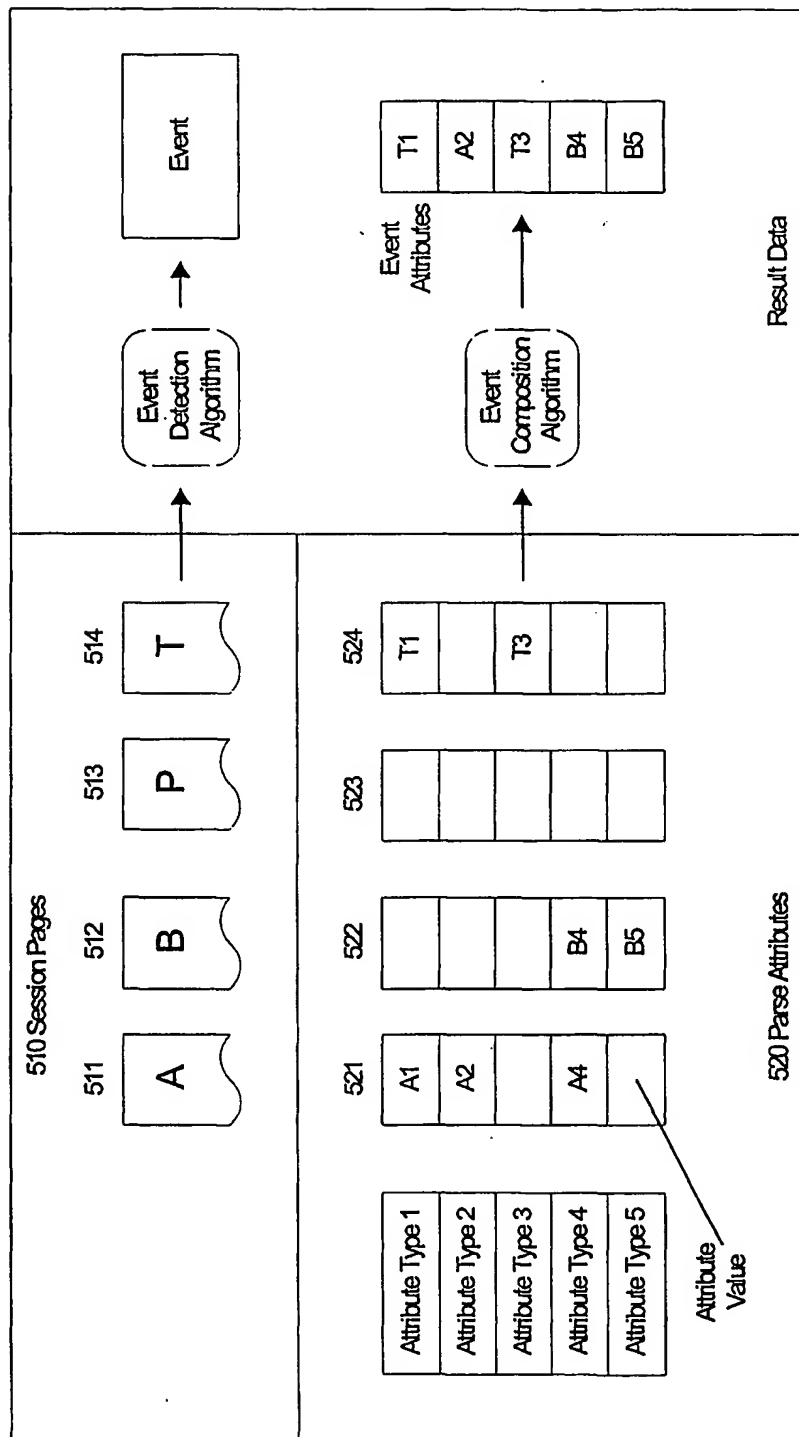 510 Session Pages
511
512
513
514
A
B
P
T
Event
Detection
Algorithm
Event
521
522
523
524
Attribute Type 1
Attribute Type 2
Attribute Type 3
Attribute Type 4
Attribute Type 5
A1
A2
A4
B4
B5
T1
T3
Attribute
Value
520 Parse Attributes
Event
Composition
Algorithm
Event
Attributes
T1
A2
T3
B4
B5
Result Data